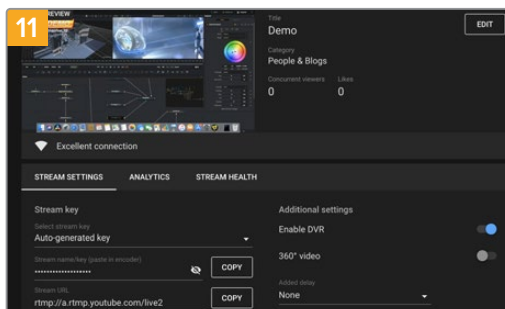 11
PREVIEW
Title
Demo
EDIT
Category
People & Blogs
Concurrent viewers
Likes
0
0
Excellent connection
STREAM SETTINGS
ANALYTICS
STREAM HEALTH
Stream key
Select stream key
Auto-generated key
Stream name/key (paste in encoder)
COPY
Stream URL
rtmp://a.rtmp.youtube.com/live2
COPY
Additional settings
Enable DVR
360° video
Added delay
None